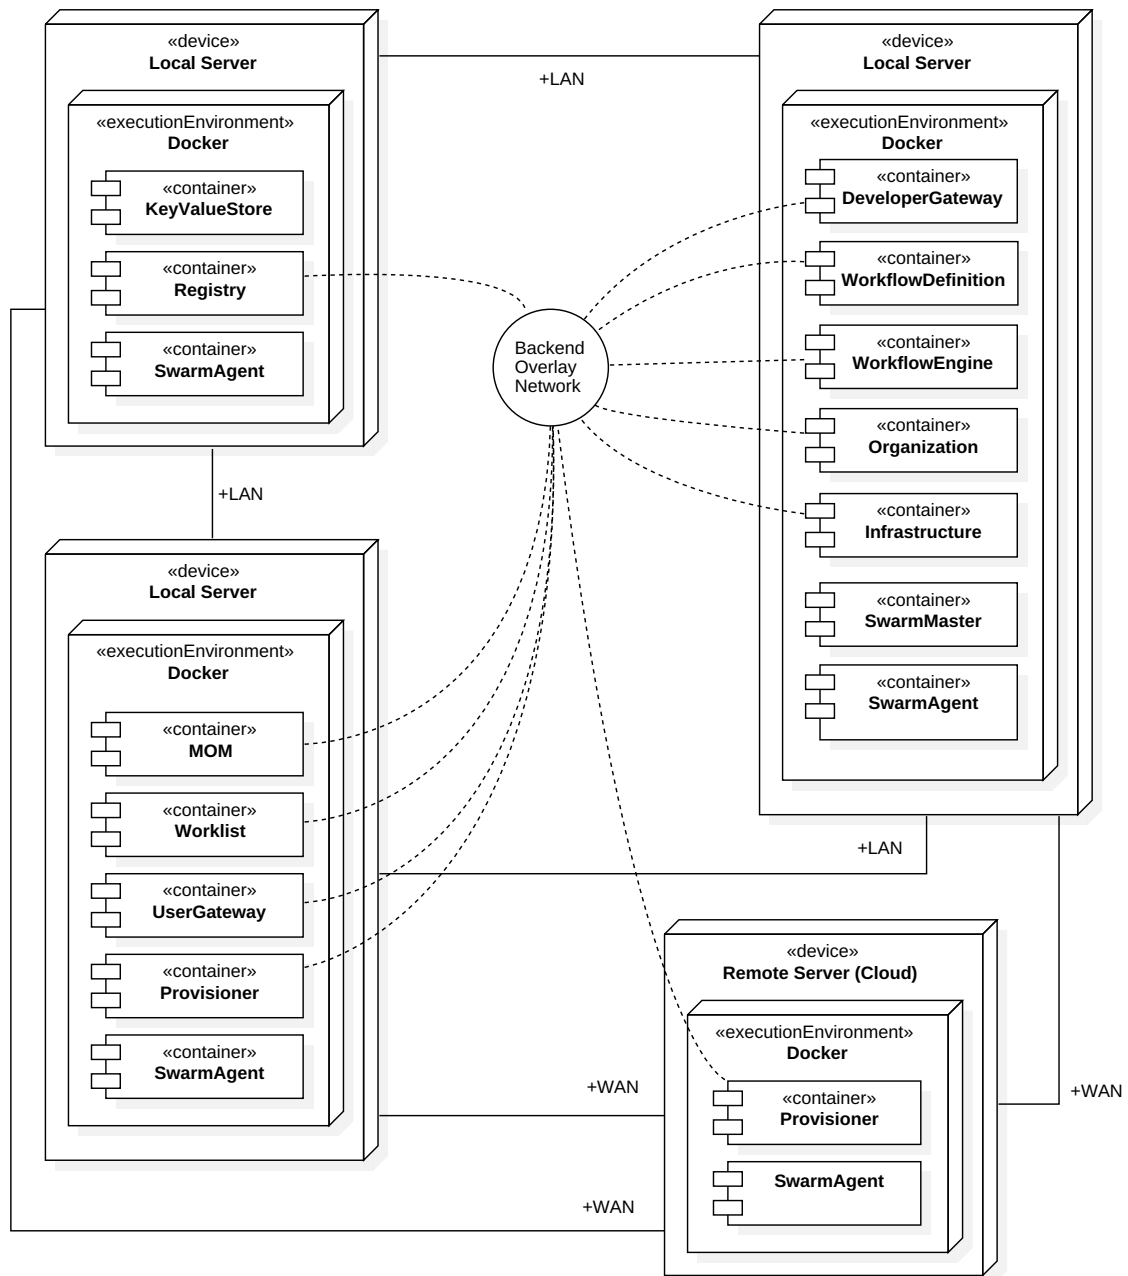 «device»
Local Server
«executionEnvironment»
Docker
«container»
KeyValueStore
«container»
Registry
«container»
SwarmAgent
+LAN
«device»
Local Server
«executionEnvironment»
Docker
«container»
DeveloperGateway
«container»
WorkflowDefinition
«container»
WorkflowEngine
«container»
Organization
«container»
Infrastructure
«container»
SwarmMaster
«container»
SwarmAgent
Backend
Overlay
Network
+LAN
«device»
Local Server
«executionEnvironment»
Docker
«container»
MOM
«container»
Worklist
«container»
UserGateway
«container»
Provisioner
«container»
SwarmAgent
+LAN
«device»
Remote Server (Cloud)
«executionEnvironment»
Docker
«container»
Provisioner
SwarmAgent
+WAN
+WAN
+WAN